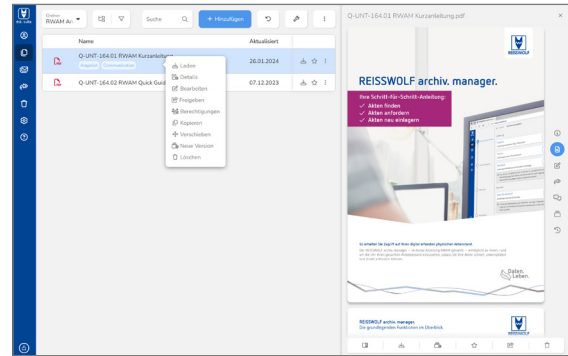 Ordner
RWAM An
Suche
+ Hinzufügen
Name
Aktualisiert
Q-UNT-164.01 RWAM Kurzanleitung
26.01.2024
Q-UNT-164.02 RWAM Quick Guid
07.12.2023
Laden
Details
Bearbeiten
Freigeben
Berechtigungen
Kopieren
Verschieben
Neue Version
Löschen
Q-UNT-164.01 RWAM Kurzanleitung.pdf
REISSWOLF
REISSWOLF archiv. manager.
Ihre Schritt-für-Schritt-Anleitung:
Akten finden
Akten anfordern
Akten neu einlagern
Daten.
Leben.
REISSWOLF archiv. manager.
Die grundlegenden Funktionen im Überblick.
REISSWOLF